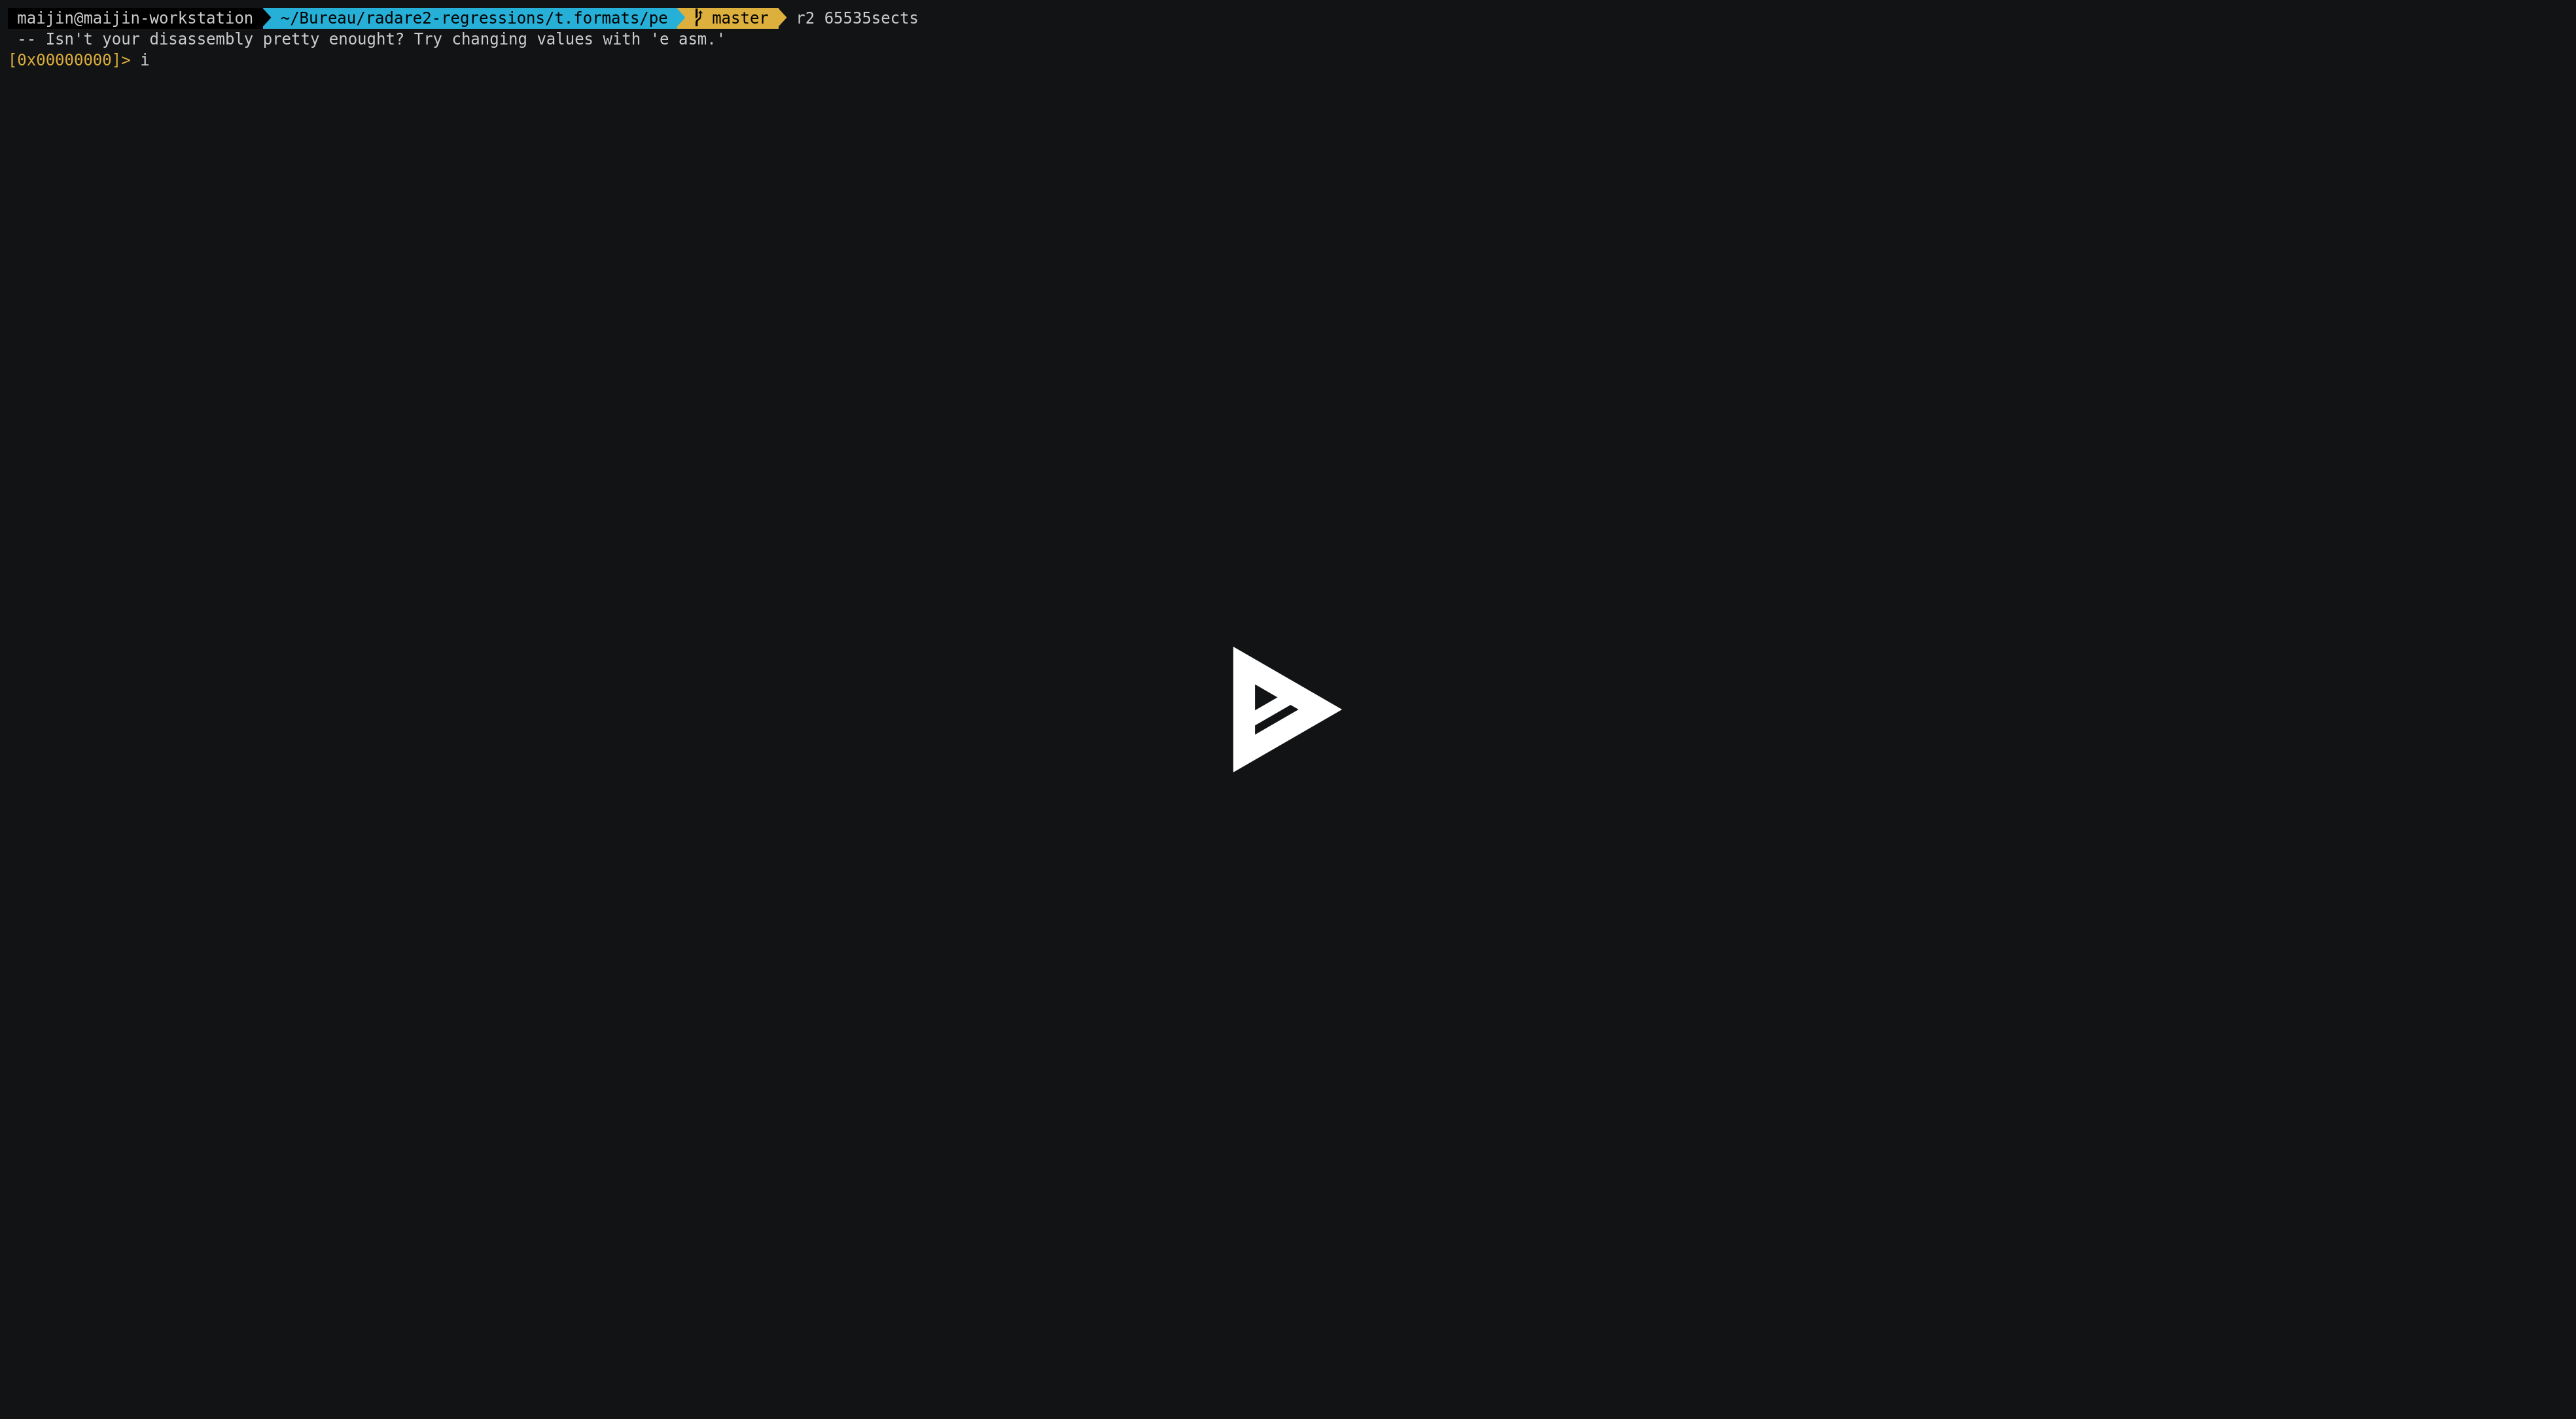 maijin@maijin-workstation ~/Bureau/radare2-regressions/t.formats/pe master r2 65535sects
-- Isn't your disassembly pretty enought? Try changing values with 'e asm.'
[0x00000000]> i